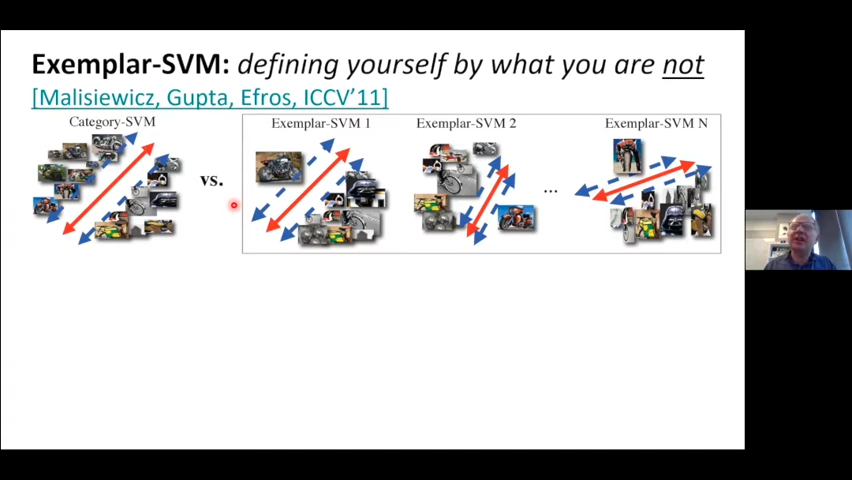 Exemplar-SVM: defining yourself by what you are not
[Malisiewicz, Gupta, Efros, ICCV'11]
Category-SVM
vs.
Exemplar-SVM 1
Exemplar-SVM 2
...
Exemplar-SVM N